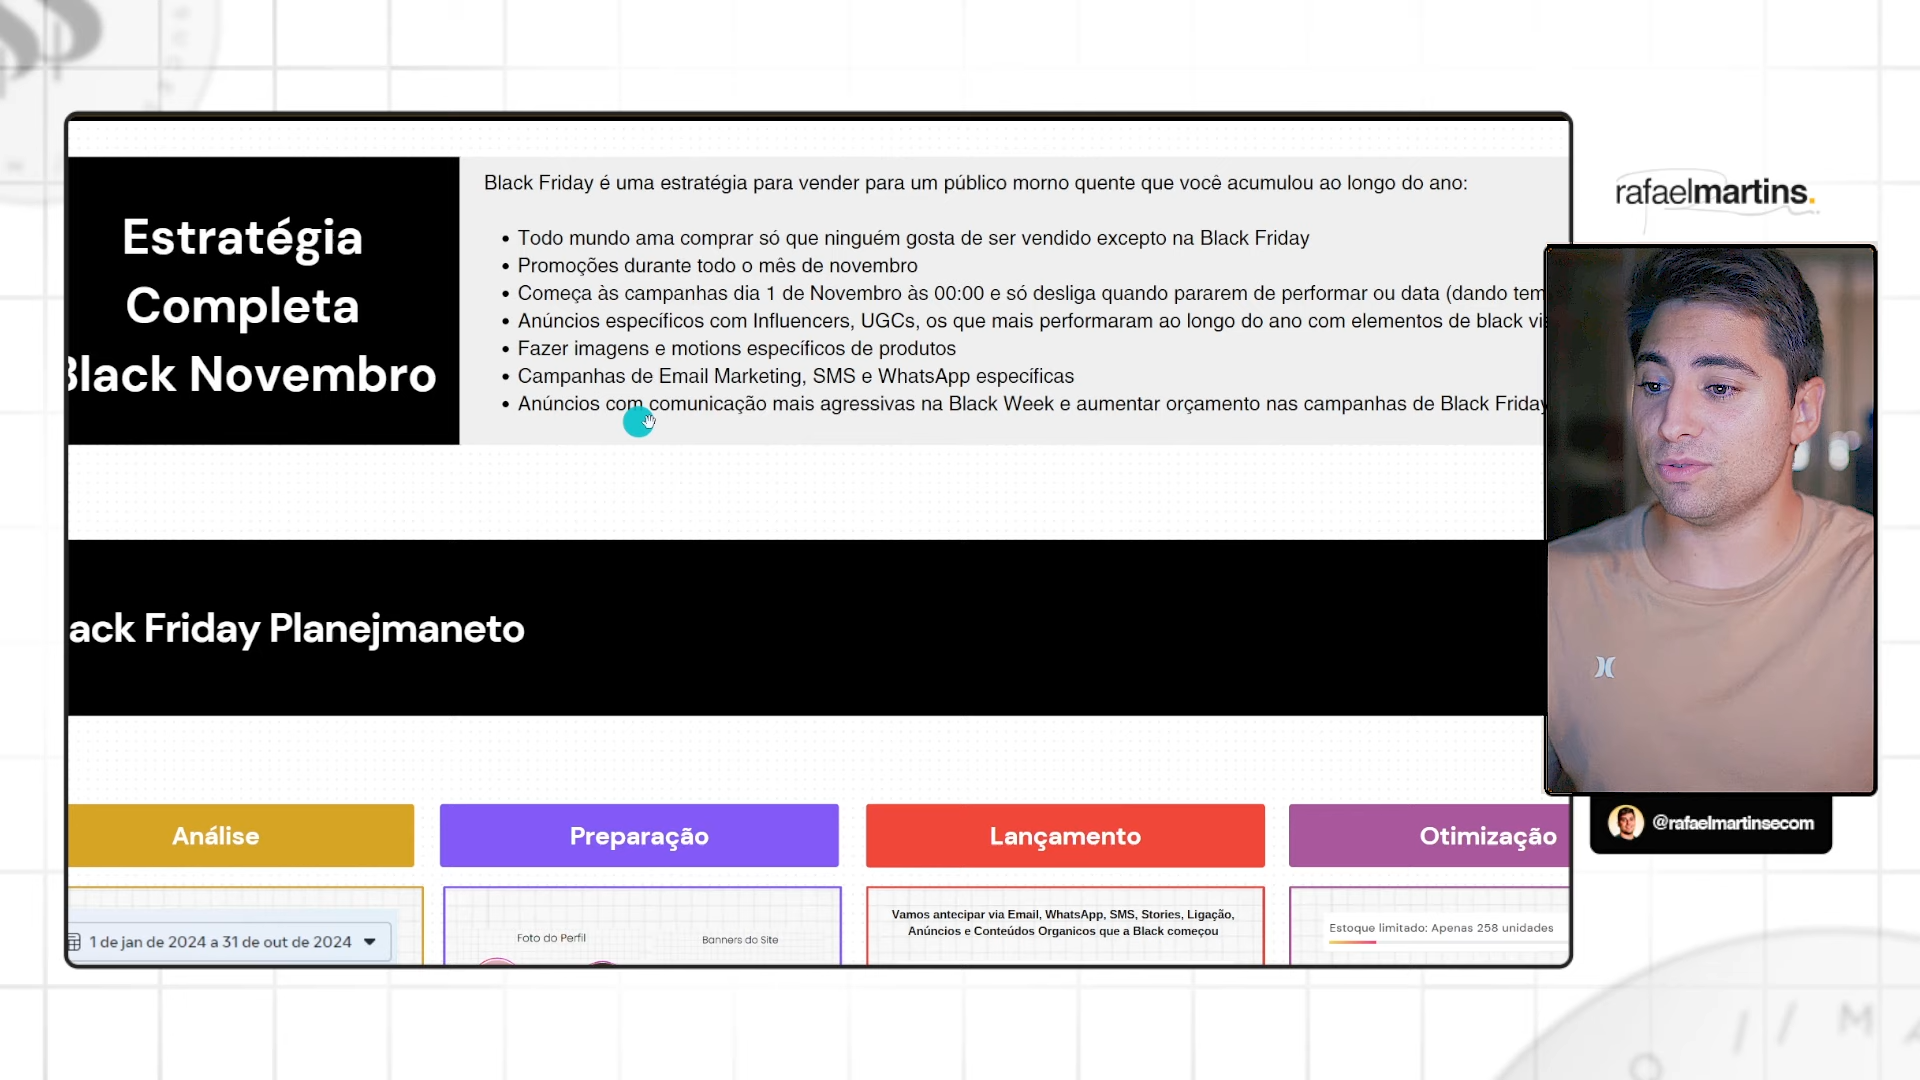 Estratégia
Completa
Black Novembro
Black Friday é uma estratégia para vender para um público morno quente que você acumulou ao longo do ano:
• Todo mundo ama comprar só que ninguém gosta de ser vendido excepto na Black Friday
• Promoções durante todo o mês de novembro
• Começa às campanhas dia 1 de Novembro às 00:00 e só desliga quando pararem de performar ou data (dando tem
• Anúncios específicos com Influencers, UGCs, os que mais performaram ao longo do ano com elementos de black vi
• Fazer imagens e motions específicos de produtos
• Campanhas de Email Marketing, SMS e WhatsApp específicas
• Anúncios com comunicação mais agressivas na Black Week e aumentar orçamento nas campanhas de Black Friday
rafaelmartins.
ack Friday Planejmaneto
@rafaelmartinsecom
Análise
Preparação
Lançamento
Otimização
1 de jan de 2024 a 31 de out de 2024
Foto do Perfil
Banners do Site
Vamos antecipar via Email, WhatsApp, SMS, Stories, Ligação,
Anúncios e Conteúdos Organicos que a Black começou
Estoque limitado: Apenas 258 unidades